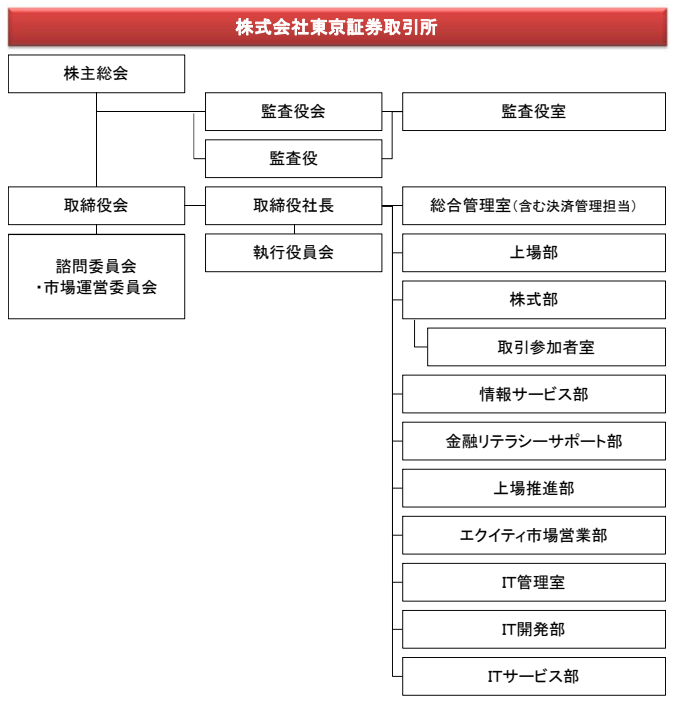 株式会社東京証券取引所
株主総会
監査役会
監査役室
監査役
取締役会
取締役社長
総合管理室(含む決済管理担当)
諮問委員会
・市場運営委員会
執行役員会
上場部
株式部
取引参加者室
情報サービス部
金融リテラシーサポート部
上場推進部
エクイティ市場営業部
IT管理室
IT開発部
ITサービス部